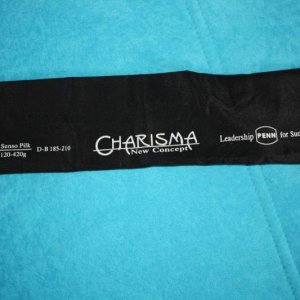 Senso Pilk
120-420g
D-B 185-210
CHARISMA
New Concept
Leadership PENN for Suc